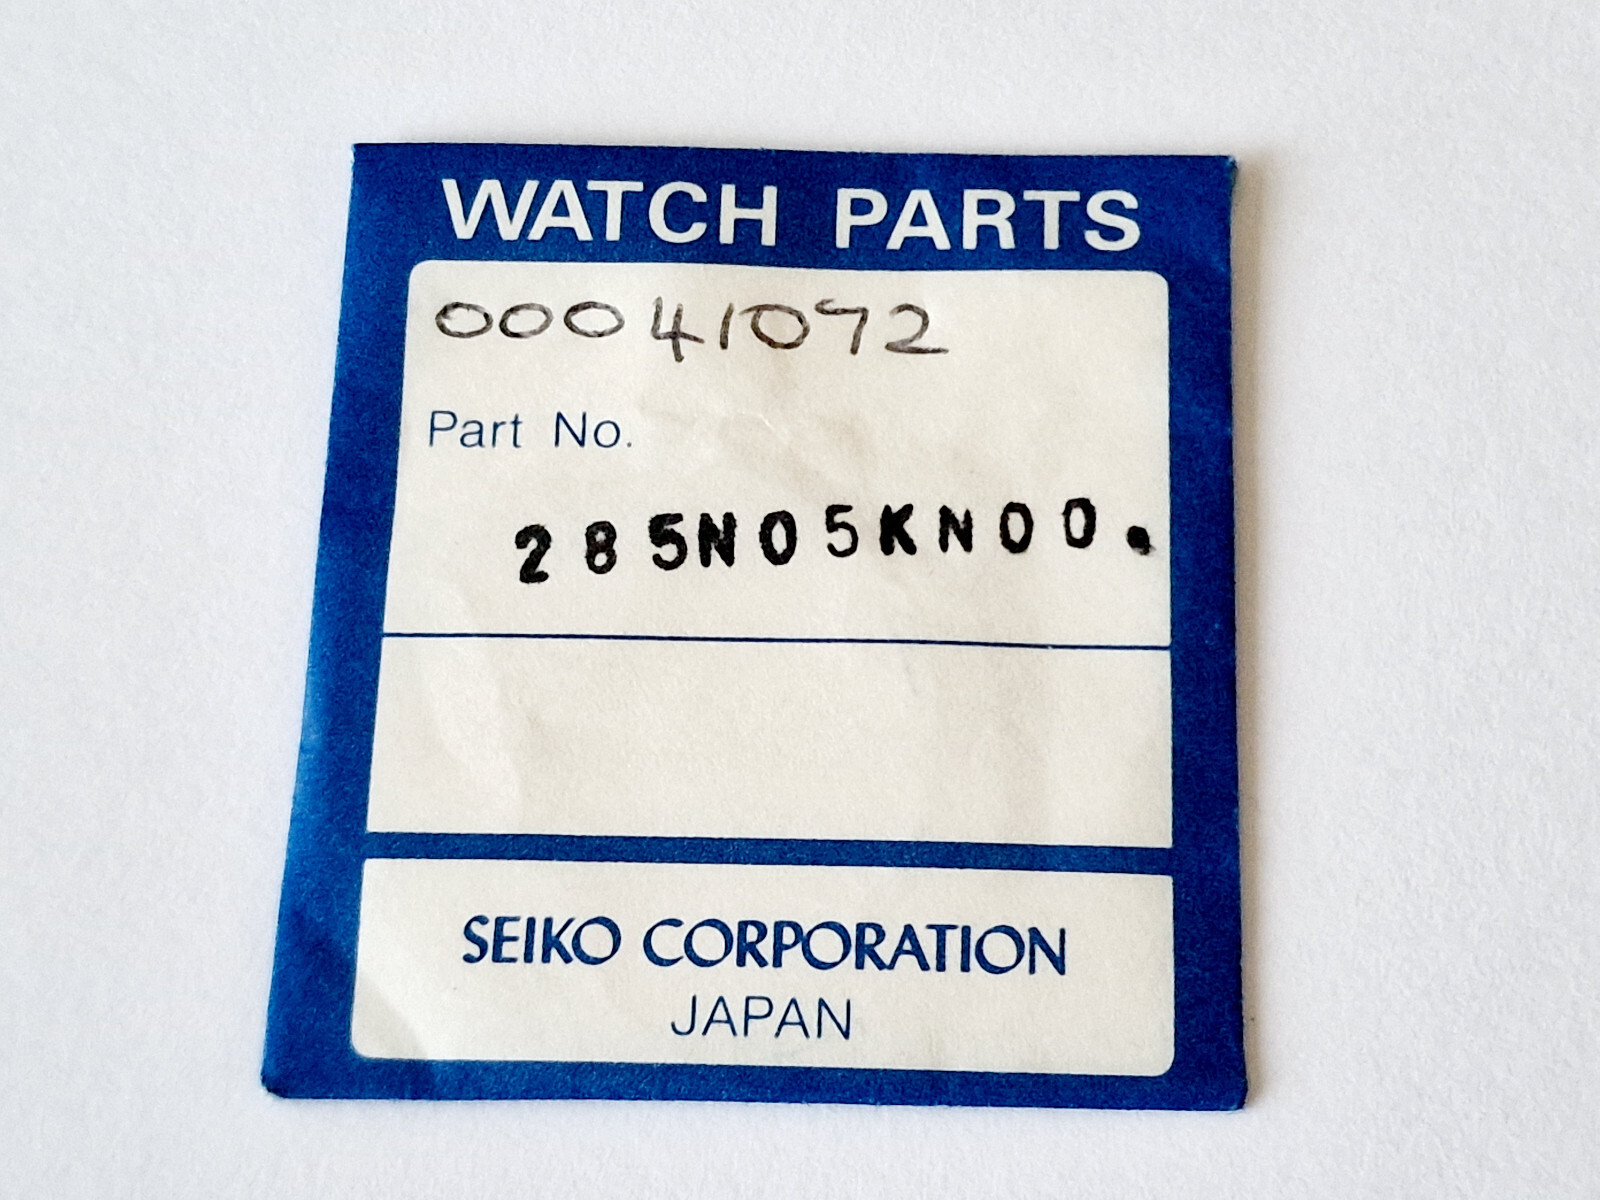 WATCH PARTS
00041072
Part No.
285N05KN00.
SEIKO CORPORATION
JAPAN